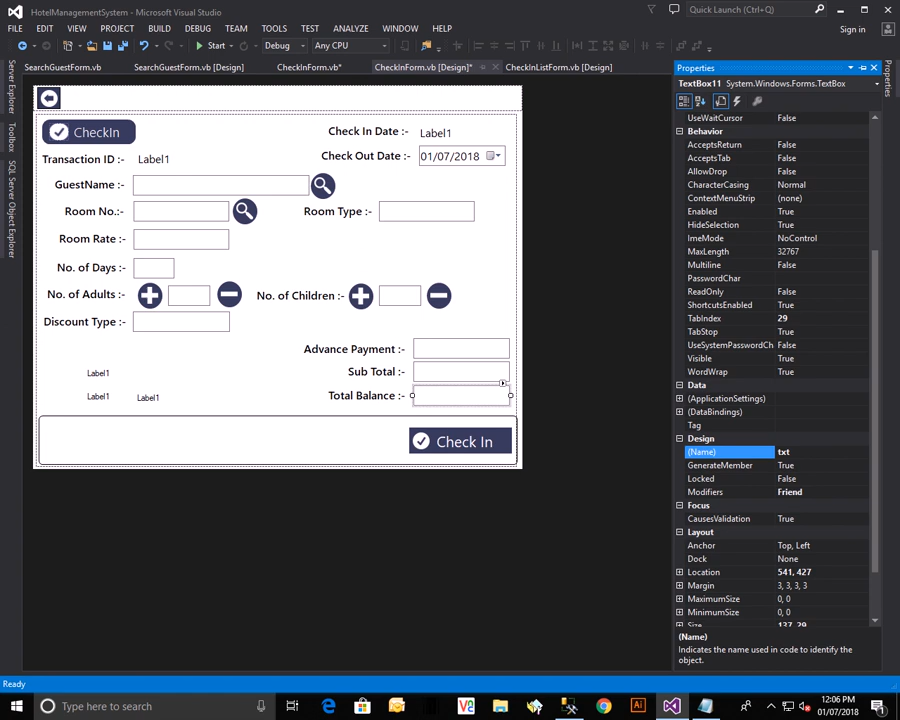 HotelManagementSystem - Microsoft Visual Studio
Quick Launch (Ctrl+Q)
FILE EDIT VIEW PROJECT BUILD DEBUG TEAM TOOLS TEST ANALYZE WINDOW HELP
Sign in
Start Debug Any CPU
SearchGuestForm.vb SearchGuestForm.vb [Design] CheckInForm.vb* CheckInForm.vb [Design]* CheckInListForm.vb [Design]
Server Explorer
Toolbox
SQL Server Object Explorer
CheckIn
Check In Date :- Label1
Transaction ID :- Label1
Check Out Date :- 01/07/2018
GuestName :-
Room No.:-
Room Type :-
Room Rate :-
No. of Days :-
No. of Adults :-
No. of Children :-
Discount Type :-
Advance Payment :-
Label1
Sub Total :-
Label1 Label1
Total Balance :-
Check In
Properties
TextBox11 System.Windows.Forms.TextBox
UseWaitCursor False
Behavior
AcceptsReturn False
AcceptsTab False
AllowDrop False
CharacterCasing Normal
ContextMenuStrip (none)
Enabled True
HideSelection True
ImeMode NoControl
MaxLength 32767
Multiline False
PasswordChar
ReadOnly False
ShortcutsEnabled True
TabIndex 29
TabStop True
UseSystemPasswordCh False
Visible True
WordWrap True
Data
(ApplicationSettings)
(DataBindings)
Tag
Design
(Name) txt
GenerateMember True
Locked False
Modifiers Friend
Focus
CausesValidation True
Layout
Anchor Top, Left
Dock None
Location 541, 427
Margin 3, 3, 3, 3
MaximumSize 0, 0
MinimumSize 0, 0
Size 137, 29
(Name)
Indicates the name used in code to identify the
object.
Properties
Ready
Type here to search
12:06 PM
01/07/2018